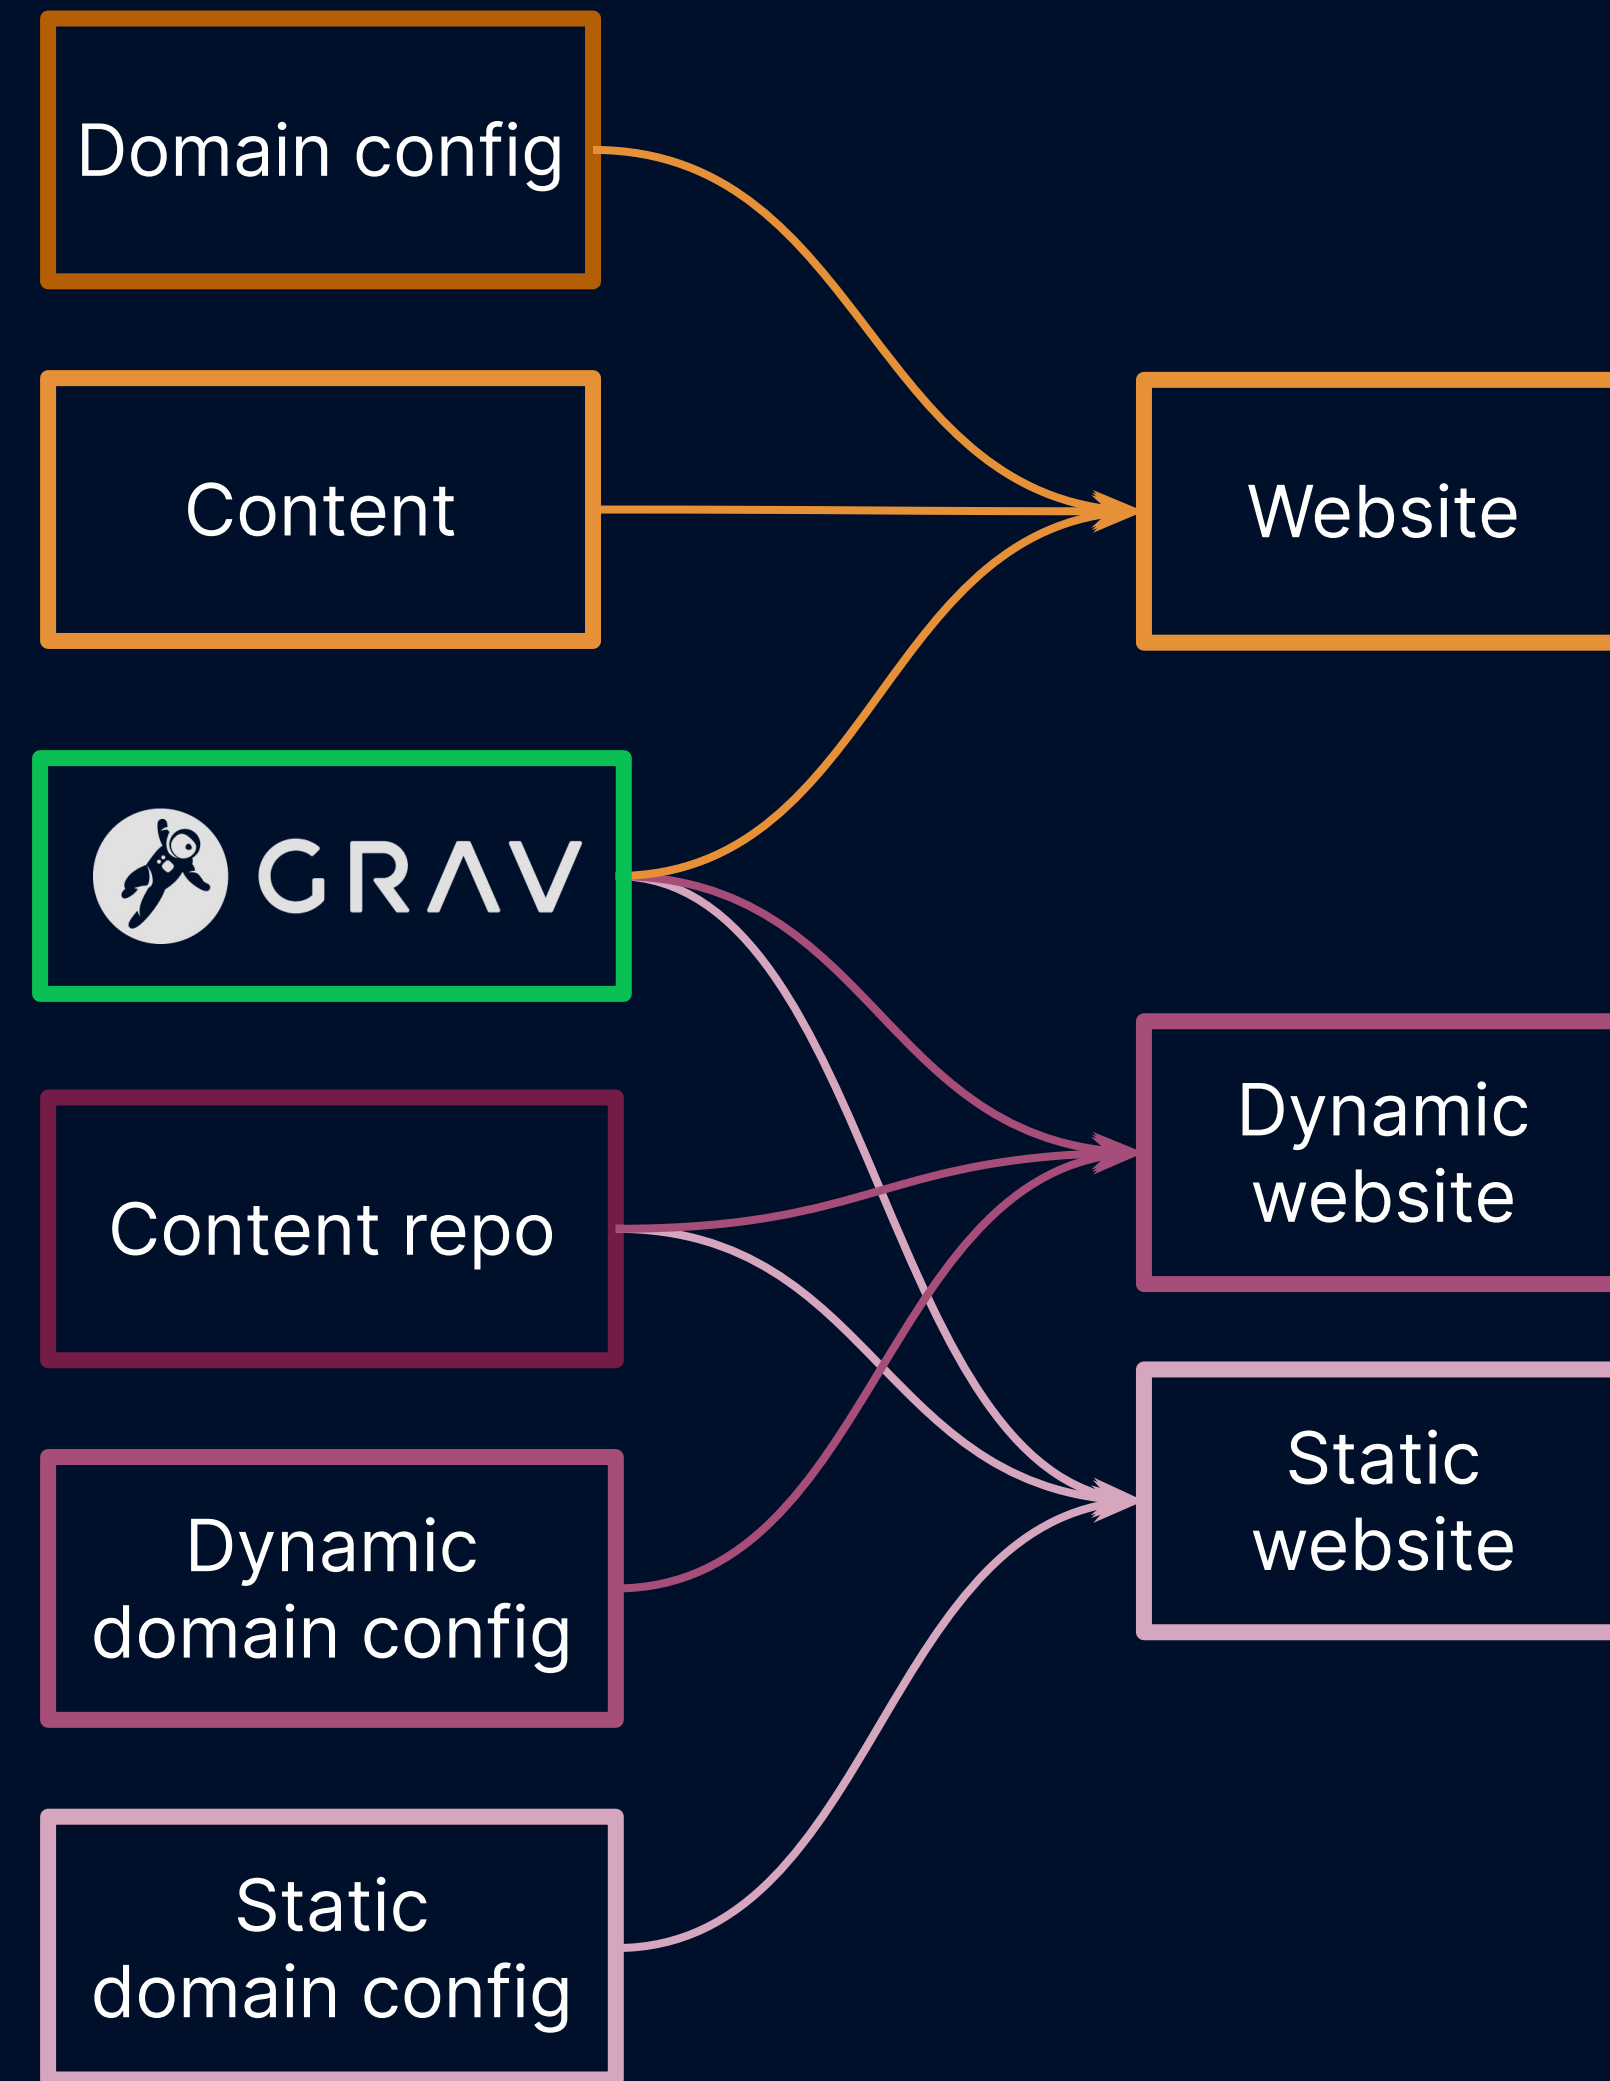 Domain config
Content
Website
GRAV
Content repo
Dynamic
website
Static
website
Dynamic
domain config
Static
domain config